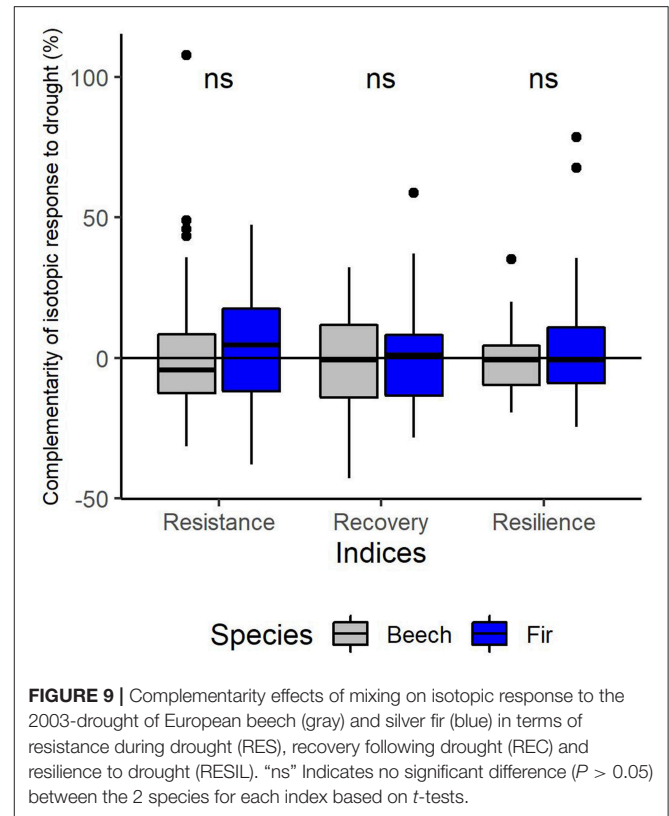 Complementarity of isotopic response to drought (%)
100
50
0
-50
ns
ns
ns
Resistance
Recovery
Resilience
Indices
Species
Beech
Fir
FIGURE 9 | Complementarity effects of mixing on isotopic response to the
2003-drought of European beech (gray) and silver fir (blue) in terms of
resistance during drought (RES), recovery following drought (REC) and
resilience to drought (RESIL). “ns” Indicates no significant difference (P > 0.05)
between the 2 species for each index based on t-tests.